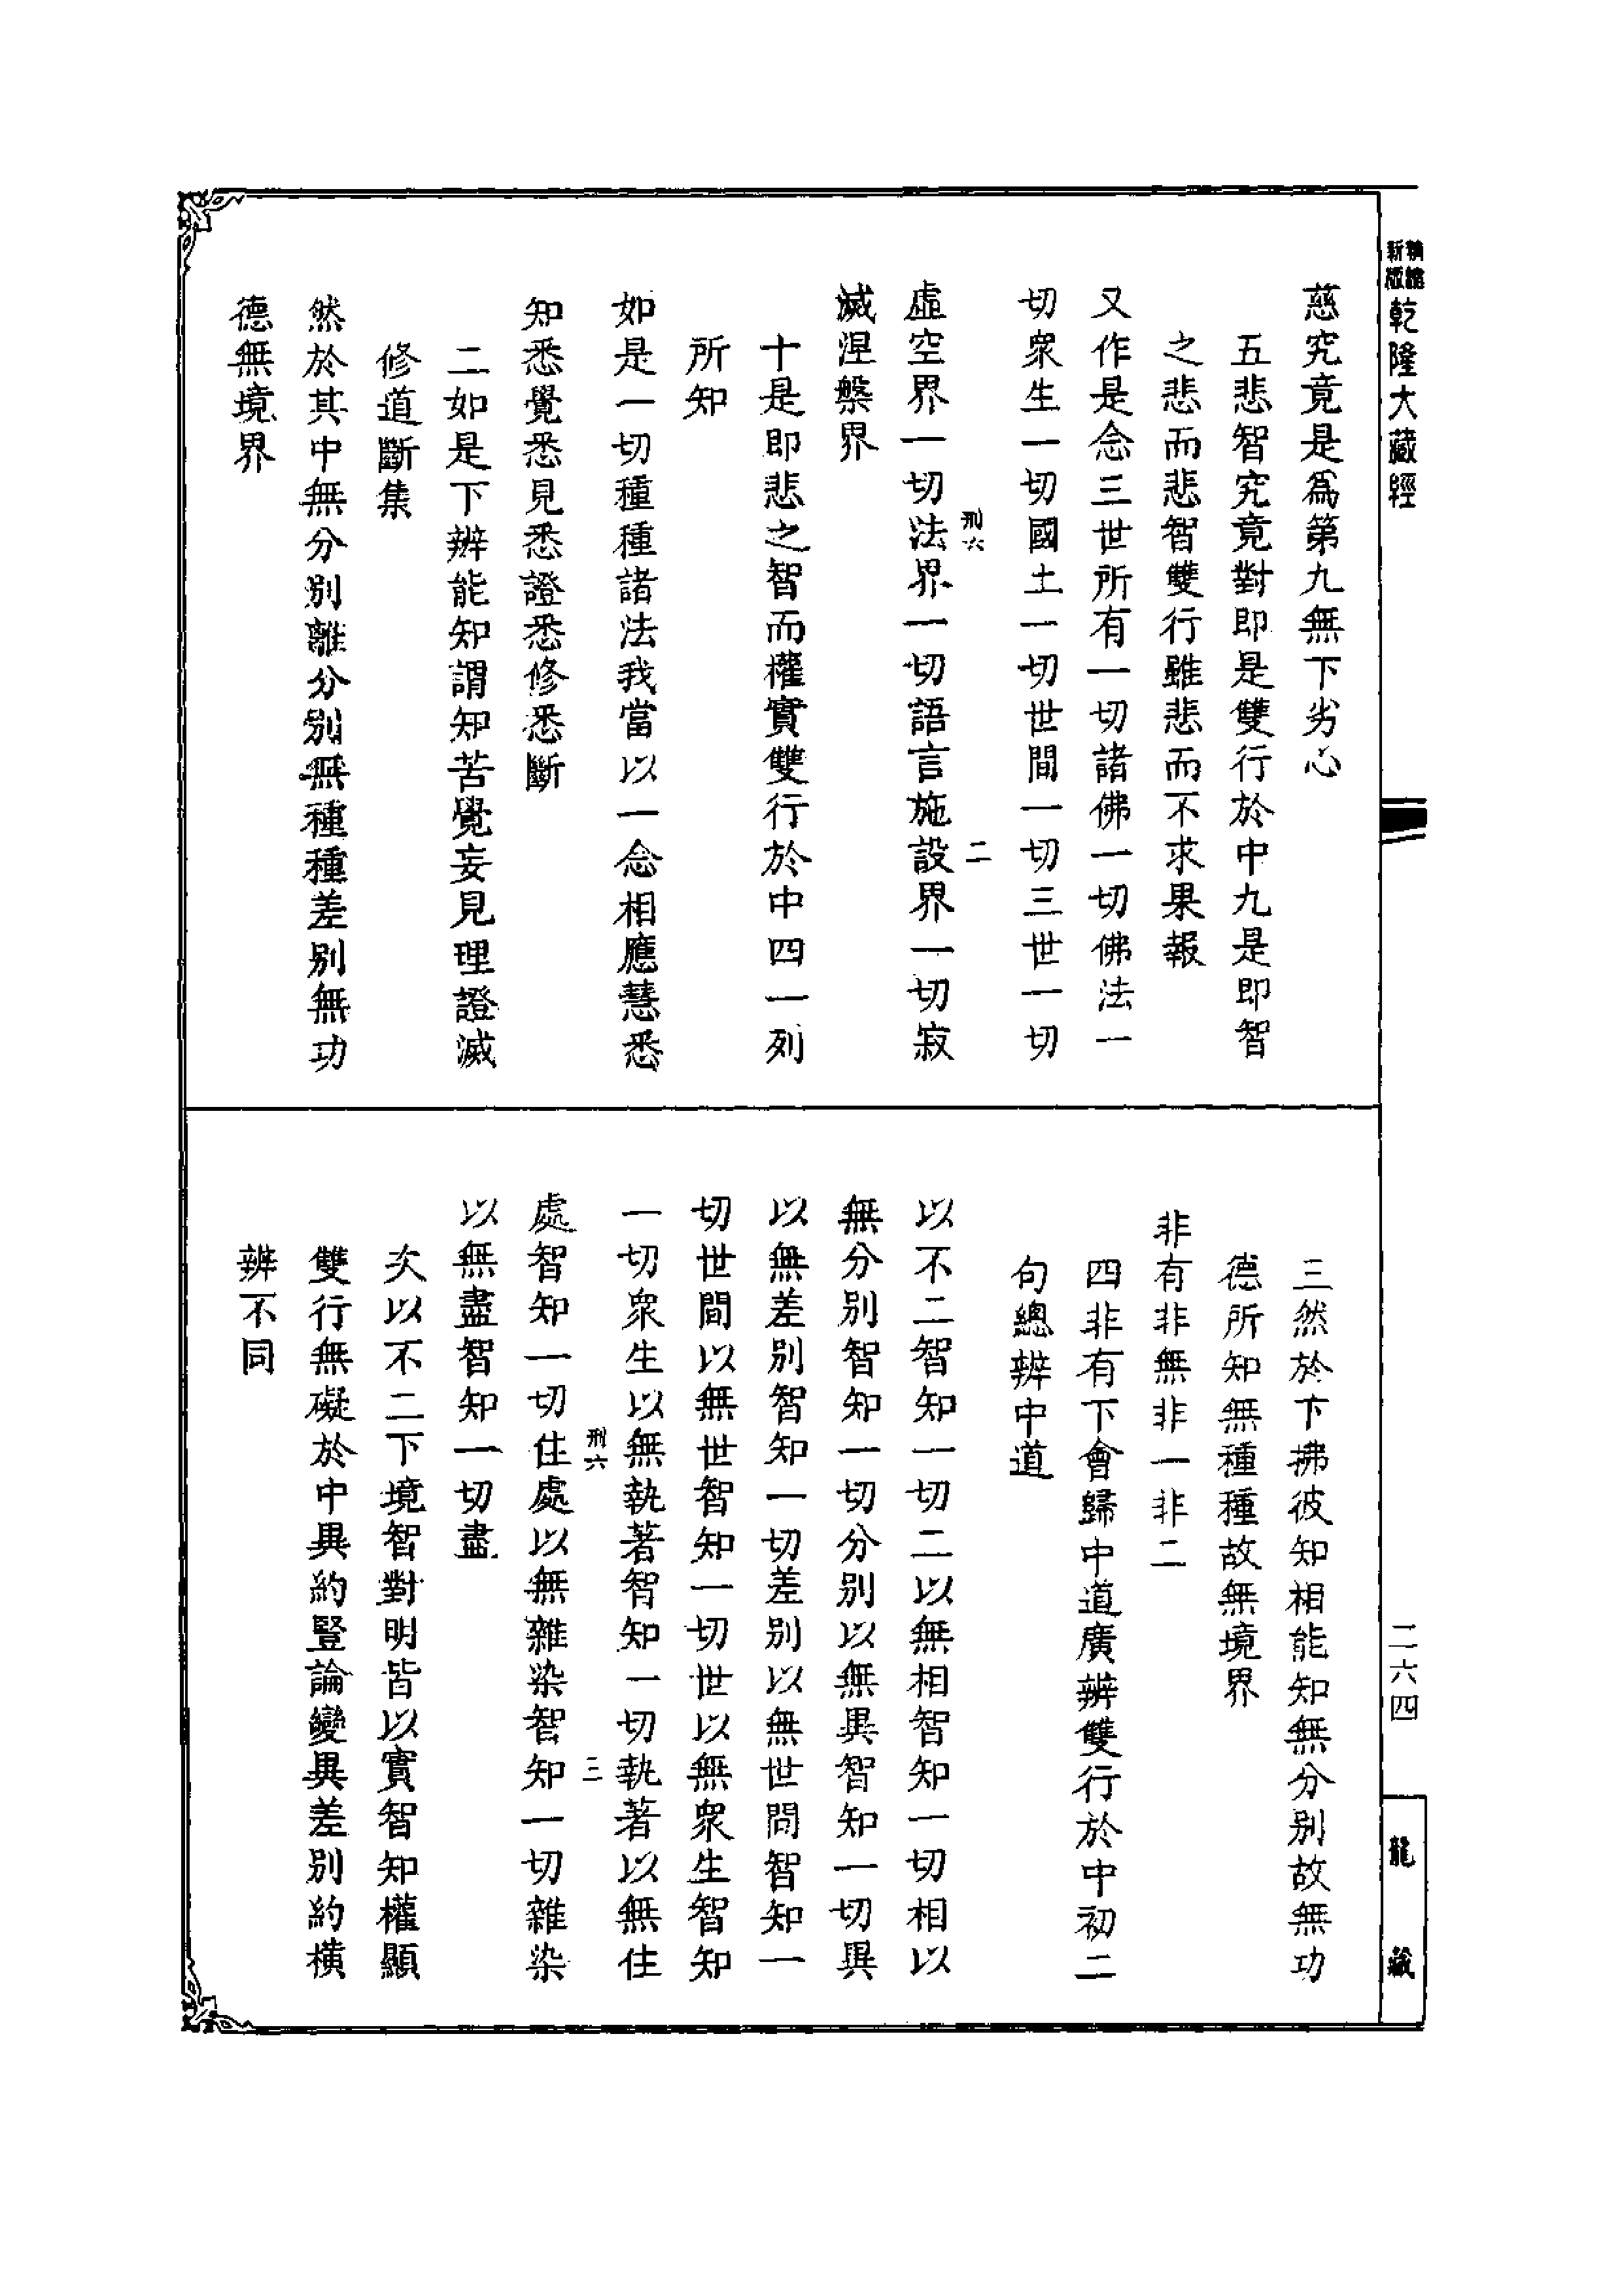 新版
精縮
乾隆大藏經
慈究竟是為第九無下劣心
五悲智究竟對即是雙行於中九是即智
之悲而悲智雙行雖悲而不求果報
又作是念三世所有一切諸佛一切佛法一
切眾生一切國土一切世間一切三世一切
刑六
二
虛空界一切法界一切語言施設界一切寂
滅涅槃界
十是即悲之智而權實雙行於中四一列
所知
如是一切種種諸法我當以一念相應慧悉
知悉覺悉見悉證悉修悉斷
二如是下辨能知謂知苦覺妄見理證滅
修道斷集
然於其中無分別離分別無種種差別無功
德無境界
三然於下拂彼知相能知無分別故無功
德所知無種種故無境界
非有非無非一非二
四非有下會歸中道廣辨雙行於中初二
句總辨中道
以不二智知一切二以無相智知一切相以
無分別智知一切分別以無異智知一切異
以無差別智知一切差別以無世間智知一
切世間以無世智知一切世以無眾生智知
一切眾生以無執著智知一切執著以無住
刑六
三
處智知一切住處以無雜染智知一切雜染
以無盡智知一切盡
次以不二下境智對明皆以實智知權顯
雙行無礙於中異約豎論變異差別約橫
辨不同
二六四
龍藏